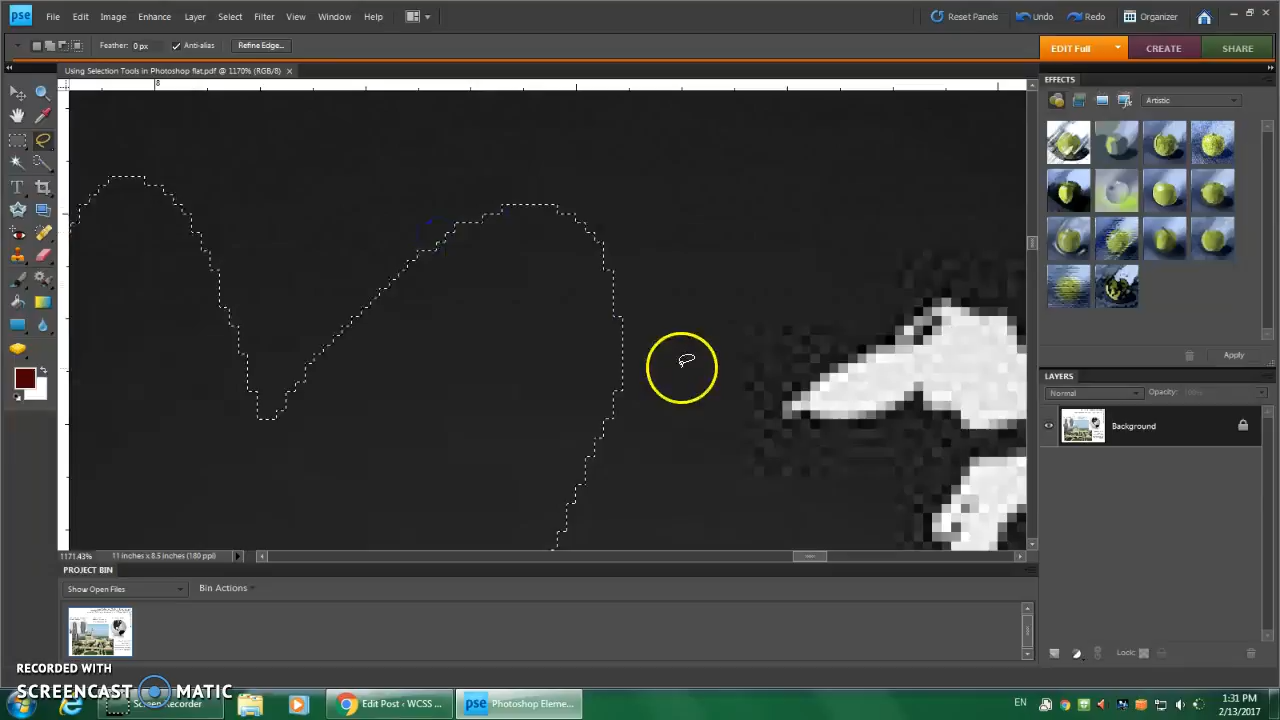 pse File Edit Image Enhance Layer Select Filter View Window Help Reset Panels Undo Redo Organizer
Feather: 0 px Anti-alias Refine Edge... EDIT Full CREATE SHARE
Using Selection Tools in Photoshop flat.pdf @ 1170% (RGB/8)
EFFECTS
8
Artistic
Apply
LAYERS
Normal Opacity:
Background
1171.43% 11 inches x 8.5 inches (180 ppi)
PROJECT BIN
Show Open Files Bin Actions
Lock:
RECORDED WITH
SCREENCAST MATIC
Screen Recorder
Edit Post ‹ WCSS ...
pse Photoshop Eleme...
EN
1:31 PM
2/13/2017